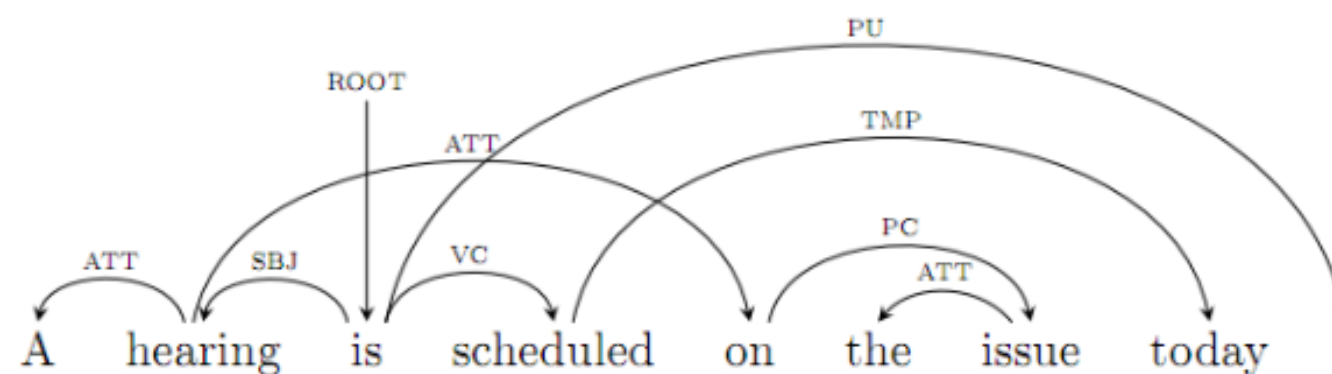 PU
ROOT
TMP
ATT
PC
ATT SBJ VC ATT
A hearing is scheduled on the issue today